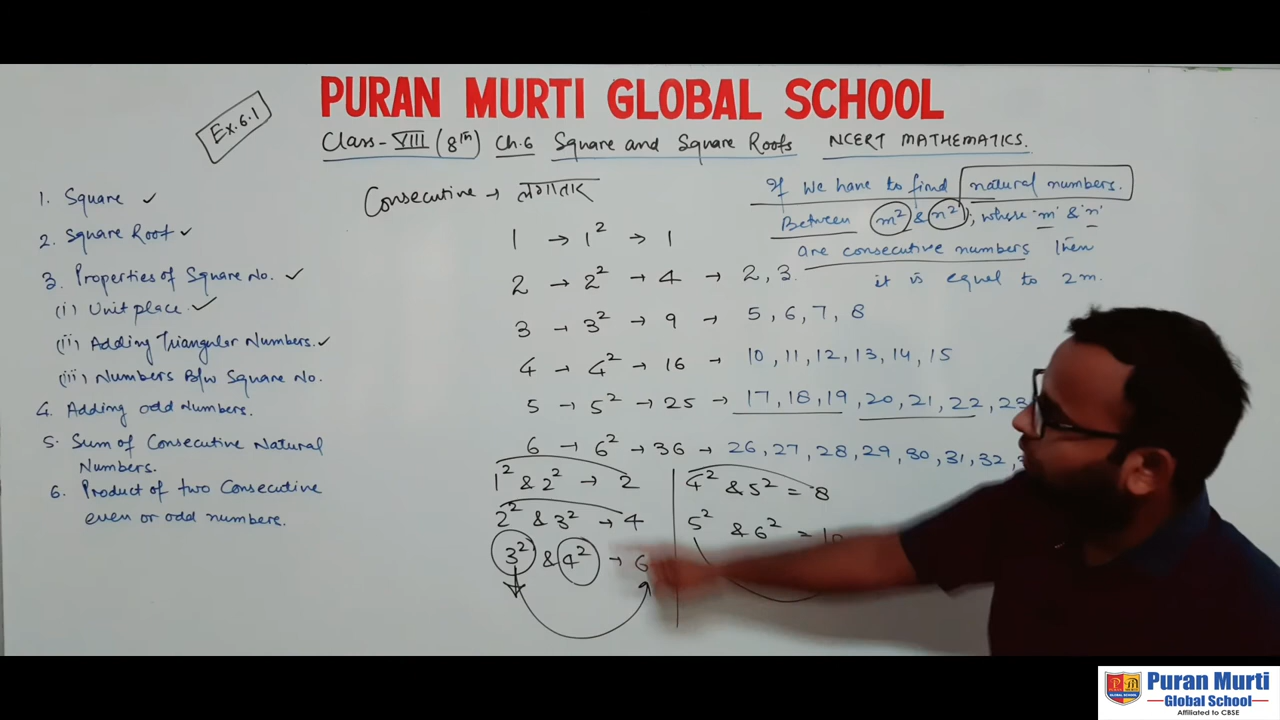 PURAN MURTI GLOBAL SCHOOL
Ex.6.1
Class-VIII (8th) Ch.6 Square and Square Roots NCERT MATHEMATICS.
1. Square ✓
2. Square Root ✓
3. Properties of Square No. ✓
(i) Unit place ✓
(ii) Adding Triangular Numbers. ✓
(iii) Numbers B/w Square No.
4. Adding odd Numbers.
5. Sum of Consecutive Natural
Numbers.
6. Product of two Consecutive
even or odd numbers.
Consecutive → लगातार
1 → 1² → 1
2 → 2² → 4 → 2, 3.
3 → 3² → 9 → 5, 6, 7, 8
4 → 4² → 16 → 10, 11, 12, 13, 14, 15
5 → 5² → 25 → 17, 18, 19, 20, 21, 22, 23
6 → 6² → 36 → 26, 27, 28, 29, 30, 31, 32,
1² & 2² → 2
2² & 3² → 4
3² & 4² → 6
4² & 5² = 8
5² & 6² = 10
If We have to find natural numbers.
Between m² & n², where 'm' & 'n'
are consecutive numbers then
it is equal to 2m.
Puran Murti
Global School
Affiliated to CBSE